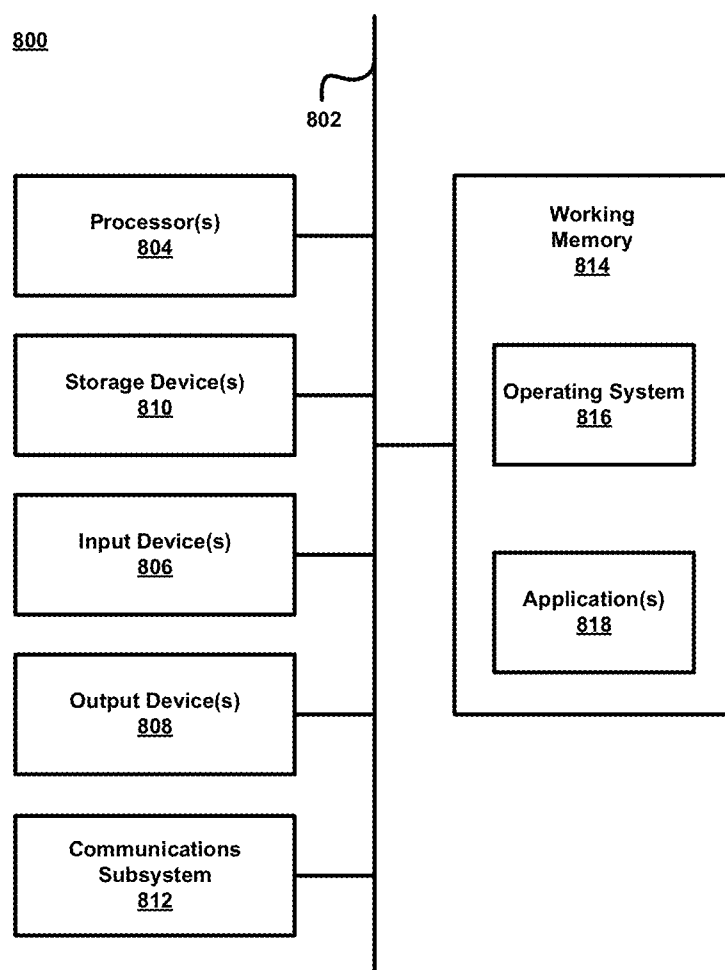 800
802
Processor(s)
804
Storage Device(s)
810
Input Device(s)
806
Output Device(s)
808
Communications
Subsystem
812
Working
Memory
814
Operating System
816
Application(s)
818